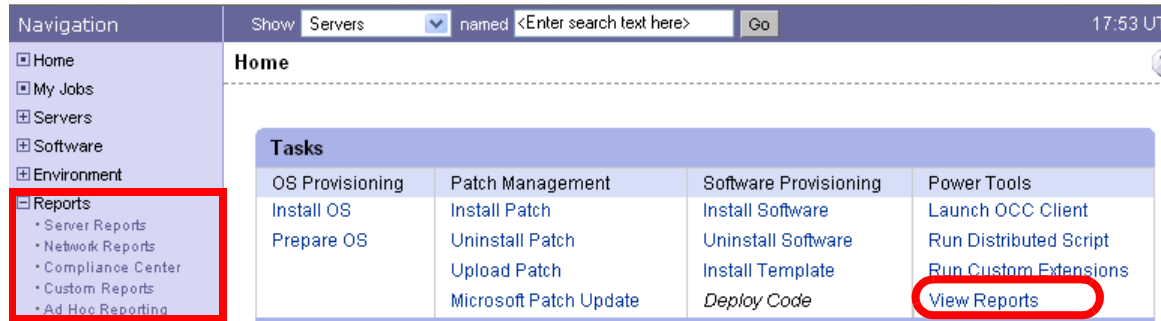 Navigation
Show Servers named <Enter search text here> Go 17:53 UT
Home
My Jobs
Servers
Software
Environment
Reports
• Server Reports
• Network Reports
• Compliance Center
• Custom Reports
• Ad Hoc Reporting
Home
Tasks
OS Provisioning Patch Management Software Provisioning Power Tools
Install OS Install Patch Install Software Launch OCC Client
Prepare OS Uninstall Patch Uninstall Software Run Distributed Script
Upload Patch Install Template Run Custom Extensions
Microsoft Patch Update Deploy Code View Reports